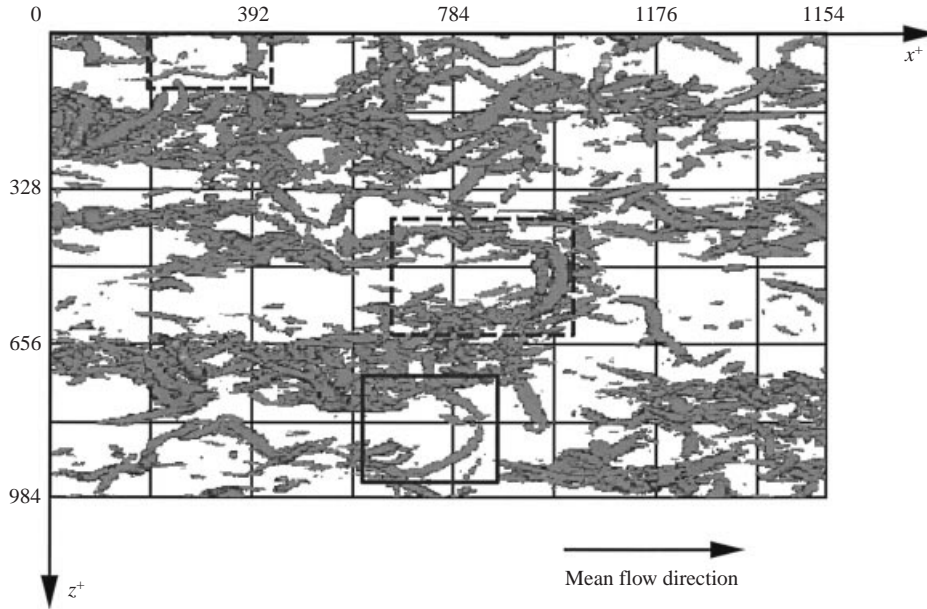 0 392 784 1176 1154
x⁺
328
656
984
z⁺
Mean flow direction